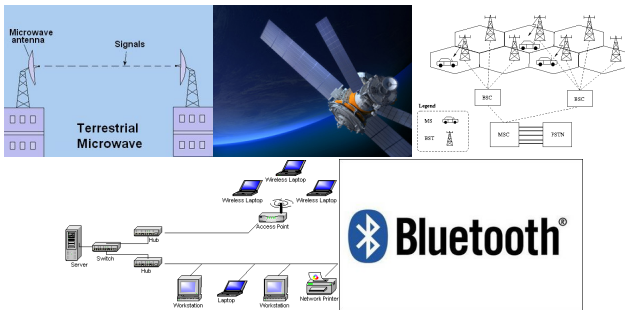 Microwave
antenna
Signals
Terrestrial
Microwave
BSC
BSC
Legend
MS
BST
MSC
PSTN
Wireless Laptop
Wireless Laptop
Wireless Laptop
Access Point
Hub
Server
Switch
Hub
Workstation
Laptop
Workstation
Network Printer
Bluetooth®